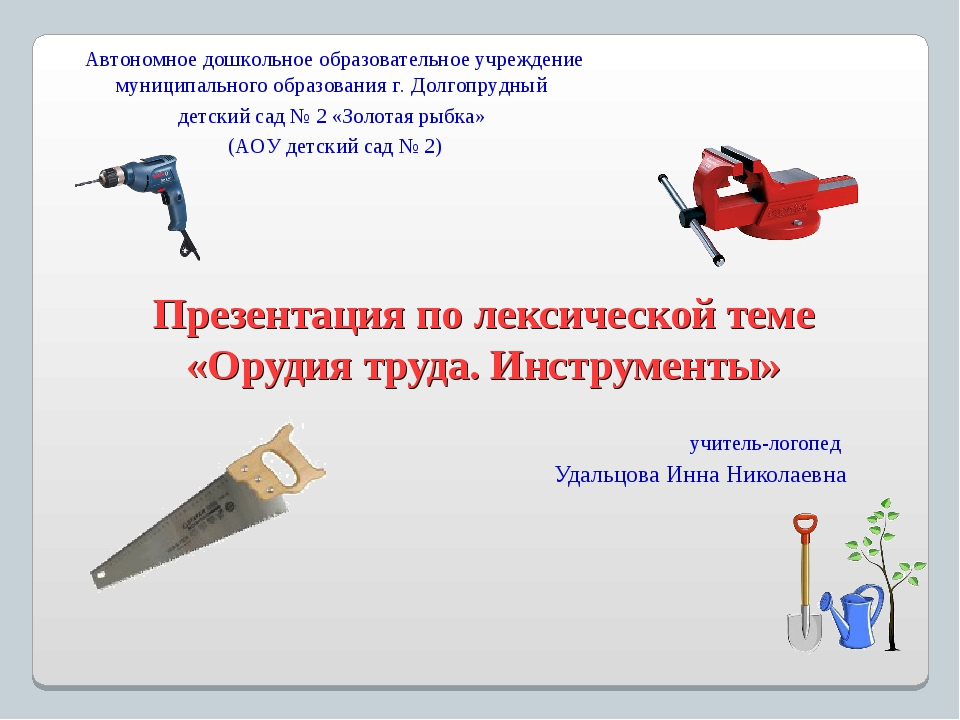 Автономное дошкольное образовательное учреждение
муниципального образования г. Долгопрудный
детский сад № 2 «Золотая рыбка»
(АОУ детский сад № 2)
Презентация по лексической теме
«Орудия труда. Инструменты»
учитель-логопед
Удальцова Инна Николаевна